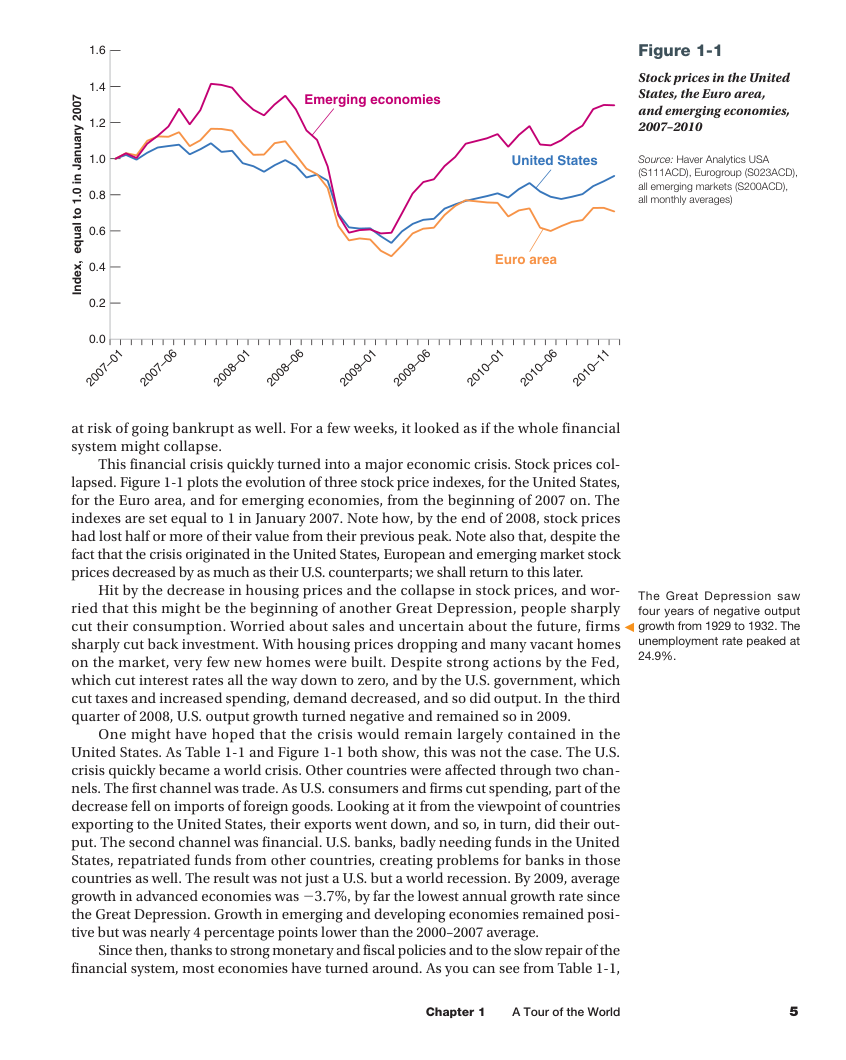 1.6
1.4
1.2
1.0
0.8
0.6
0.4
0.2
0.0
Index, equal to 1.0 in January 2007
Emerging economies
United States
Euro area
2007–01
2007–06
2008–01
2008–06
2009–01
2009–06
2010–01
2010–06
2010–11
Figure 1-1
Stock prices in the United
States, the Euro area,
and emerging economies,
2007–2010
Source: Haver Analytics USA
(S111ACD), Eurogroup (S023ACD),
all emerging markets (S200ACD),
all monthly averages)
at risk of going bankrupt as well. For a few weeks, it looked as if the whole financial
system might collapse.
This financial crisis quickly turned into a major economic crisis. Stock prices col-
lapsed. Figure 1-1 plots the evolution of three stock price indexes, for the United States,
for the Euro area, and for emerging economies, from the beginning of 2007 on. The
indexes are set equal to 1 in January 2007. Note how, by the end of 2008, stock prices
had lost half or more of their value from their previous peak. Note also that, despite the
fact that the crisis originated in the United States, European and emerging market stock
prices decreased by as much as their U.S. counterparts; we shall return to this later.
Hit by the decrease in housing prices and the collapse in stock prices, and wor-
ried that this might be the beginning of another Great Depression, people sharply
cut their consumption. Worried about sales and uncertain about the future, firms
sharply cut back investment. With housing prices dropping and many vacant homes
on the market, very few new homes were built. Despite strong actions by the Fed,
which cut interest rates all the way down to zero, and by the U.S. government, which
cut taxes and increased spending, demand decreased, and so did output. In the third
quarter of 2008, U.S. output growth turned negative and remained so in 2009.
The Great Depression saw
four years of negative output
growth from 1929 to 1932. The
unemployment rate peaked at
24.9%.
One might have hoped that the crisis would remain largely contained in the
United States. As Table 1-1 and Figure 1-1 both show, this was not the case. The U.S.
crisis quickly became a world crisis. Other countries were affected through two chan-
nels. The first channel was trade. As U.S. consumers and firms cut spending, part of the
decrease fell on imports of foreign goods. Looking at it from the viewpoint of countries
exporting to the United States, their exports went down, and so, in turn, did their out-
put. The second channel was financial. U.S. banks, badly needing funds in the United
States, repatriated funds from other countries, creating problems for banks in those
countries as well. The result was not just a U.S. but a world recession. By 2009, average
growth in advanced economies was −3.7%, by far the lowest annual growth rate since
the Great Depression. Growth in emerging and developing economies remained posi-
tive but was nearly 4 percentage points lower than the 2000–2007 average.
Since then, thanks to strong monetary and fiscal policies and to the slow repair of the
financial system, most economies have turned around. As you can see from Table 1-1,
Chapter 1 A Tour of the World 5